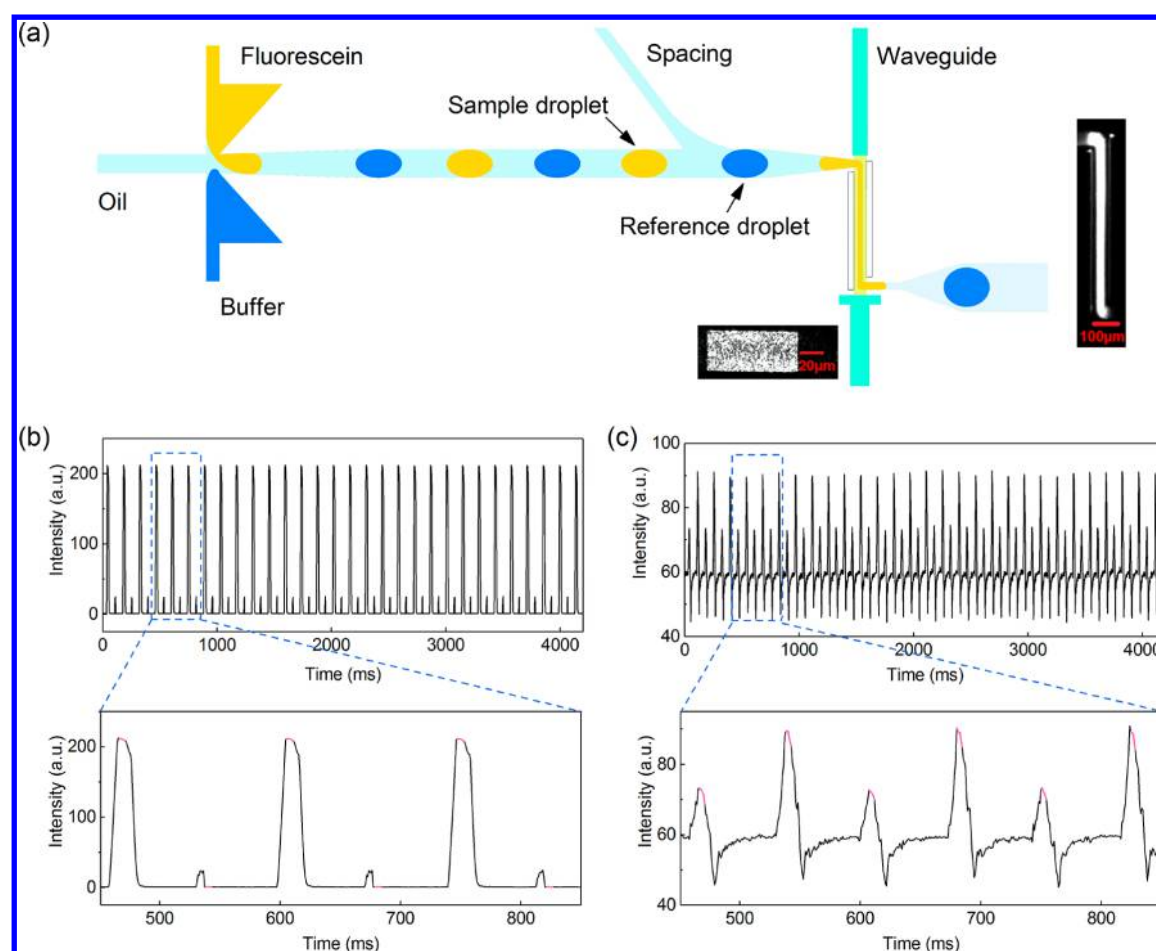 (a)
Fluorescein
Spacing
Waveguide
Sample droplet
Oil
Reference droplet
Buffer
20µm
100µm
(b)
Intensity (a.u.)
200
100
0
0 1000 2000 3000 4000
Time (ms)
Intensity (a.u.)
200
100
0
500 600 700 800
Time (ms)
(c)
Intensity (a.u.)
100
80
60
40
0 1000 2000 3000 4000
Time (ms)
Intensity (a.u.)
80
60
40
500 600 700 800
Time (ms)